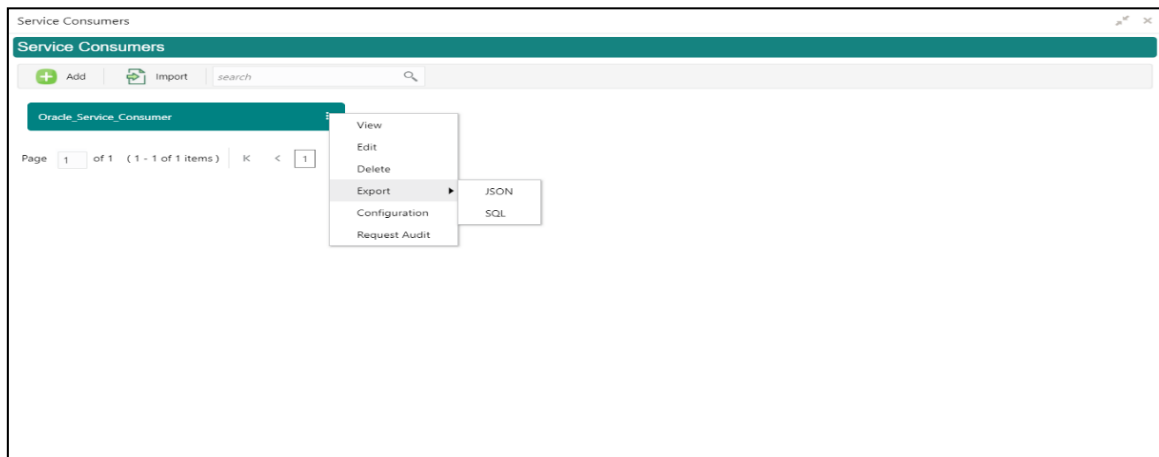 Service Consumers
Service Consumers
Add Import search
Oracle_Service_Consumer
Page 1 of 1 ( 1 - 1 of 1 items ) K < 1
View
Edit
Delete
Export
Configuration
Request Audit
JSON
SQL